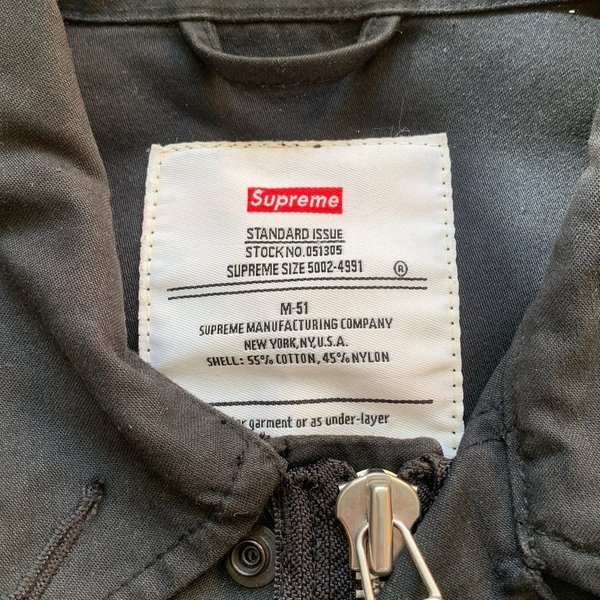 Supreme
STANDARD ISSUE
STOCK NO. 051305
SUPREME SIZE 5002-4991 ®
M-51
SUPREME MANUFACTURING COMPANY
NEW YORK, NY, U.S.A.
SHELL: 55% COTTON, 45% NYLON
garment or as under-layer